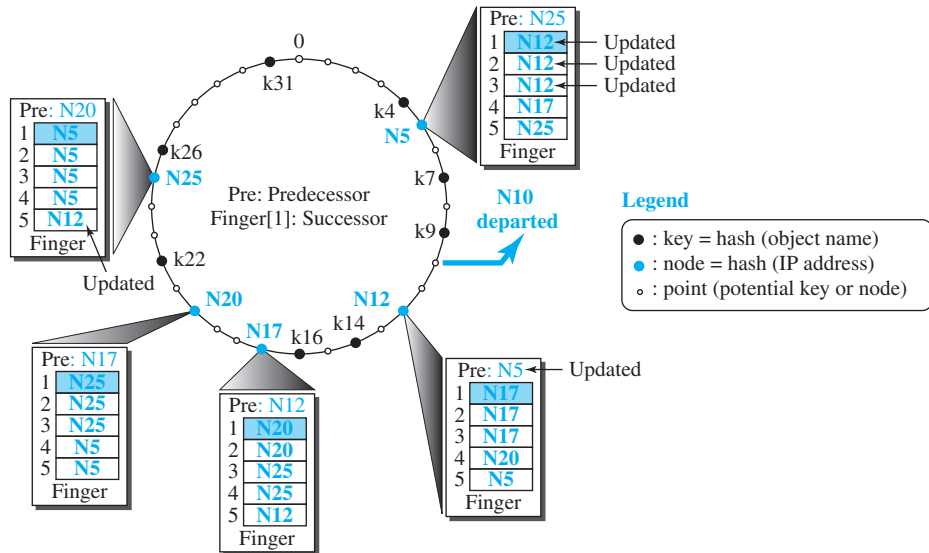 Pre: N25
1 N12 Updated
2 N12 Updated
3 N12 Updated
4 N17
5 N25
Finger
0
k31
k4
N5
Pre: N20
1 N5
2 N5
3 N5
4 N5
5 N12
Finger
Updated
k26
N25
k7
Pre: Predecessor
Finger[1]: Successor
N10
departed
k9
k22
N20
N17
k16
k14
N12
Legend
: key = hash (object name)
: node = hash (IP address)
: point (potential key or node)
Pre: N17
1 N25
2 N25
3 N25
4 N5
5 N5
Finger
Pre: N12
1 N20
2 N20
3 N25
4 N25
5 N12
Finger
Pre: N5 Updated
1 N17
2 N17
3 N17
4 N20
5 N5
Finger